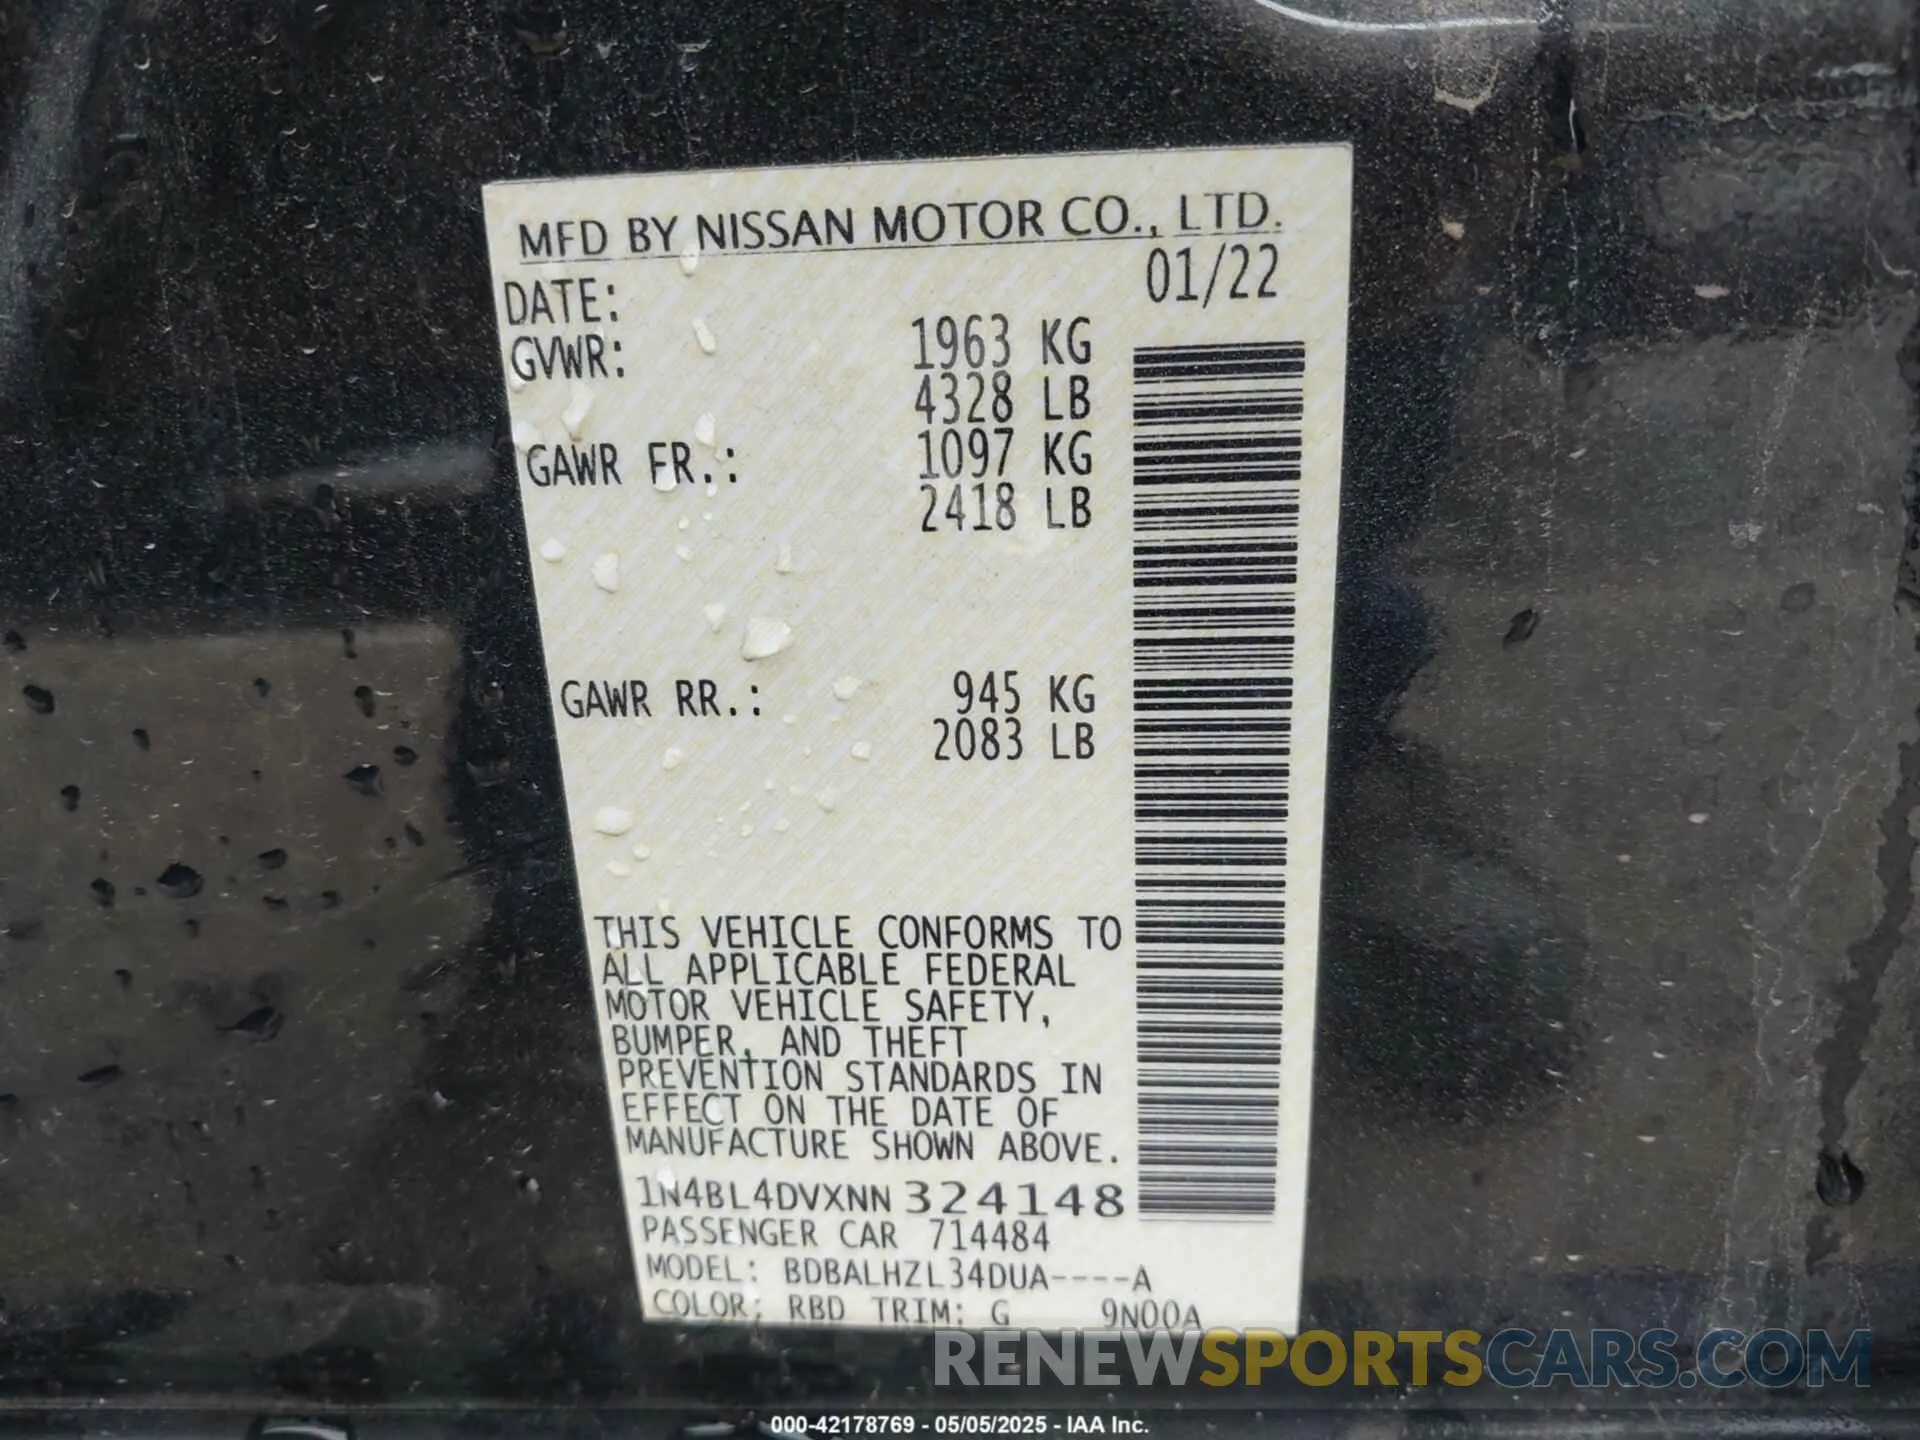 MFD BY NISSAN MOTOR CO., LTD.
DATE: 01/22
GVWR: 1963 KG
4328 LB
GAWR FR.: 1097 KG
2418 LB
GAWR RR.: 945 KG
2083 LB
THIS VEHICLE CONFORMS TO
ALL APPLICABLE FEDERAL
MOTOR VEHICLE SAFETY,
BUMPER, AND THEFT
PREVENTION STANDARDS IN
EFFECT ON THE DATE OF
MANUFACTURE SHOWN ABOVE.
1N4BL4DVXNN 324148
PASSENGER CAR 714484
MODEL: BDBALHZL34DUA----A
COLOR: RBD TRIM: G 9N00A
RENEWSPORTSCARS.COM
000-42178769 - 05/05/2025 - IAA Inc.